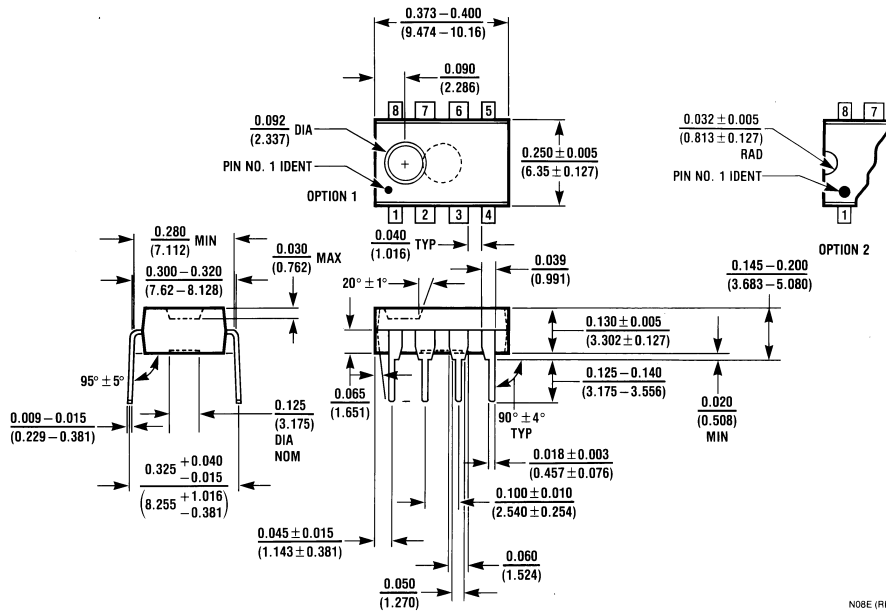 0.373 – 0.400
(9.474 – 10.16)
0.090
(2.286)
8 7 6 5
0.092 DIA
(2.337)
PIN NO. 1 IDENT
OPTION 1
+
1 2 3 4
0.250 ± 0.005
(6.35 ± 0.127)
0.032 ± 0.005
(0.813 ± 0.127)
RAD
PIN NO. 1 IDENT
8 7
1
OPTION 2
0.280 MIN
(7.112)
0.300 – 0.320
(7.62 – 8.128)
0.030 MAX
(0.762)
0.040 TYP
(1.016)
20° ± 1°
0.039
(0.991)
0.145 – 0.200
(3.683 – 5.080)
0.130 ± 0.005
(3.302 ± 0.127)
0.125 – 0.140
(3.175 – 3.556)
0.020
(0.508)
MIN
95° ± 5°
0.009 – 0.015
(0.229 – 0.381)
0.125
(3.175)
DIA
NOM
0.065
(1.651)
90° ± 4°
TYP
0.018 ± 0.003
(0.457 ± 0.076)
0.325 +0.040
−0.015
(8.255 +1.016
−0.381)
0.100 ± 0.010
(2.540 ± 0.254)
0.045 ± 0.015
(1.143 ± 0.381)
0.060
(1.524)
0.050
(1.270)
N08E